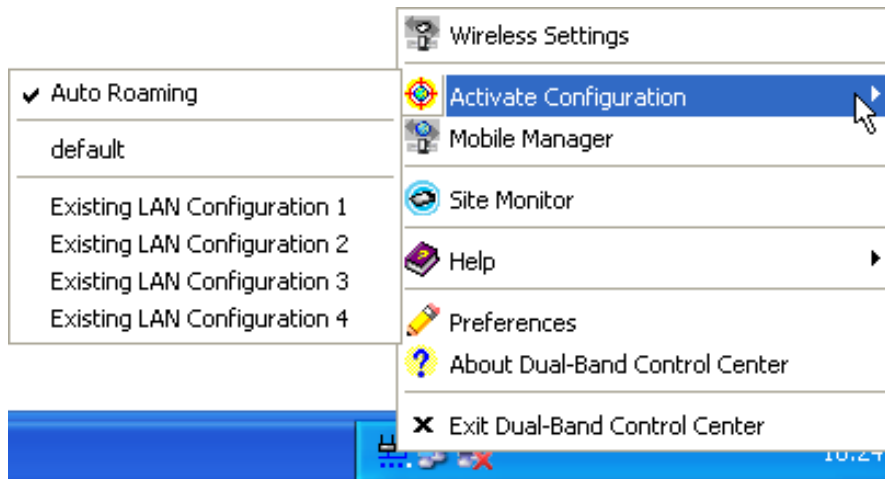 Wireless Settings
Activate Configuration
Mobile Manager
Site Monitor
Help
Preferences
About Dual-Band Control Center
Exit Dual-Band Control Center
Auto Roaming
default
Existing LAN Configuration 1
Existing LAN Configuration 2
Existing LAN Configuration 3
Existing LAN Configuration 4